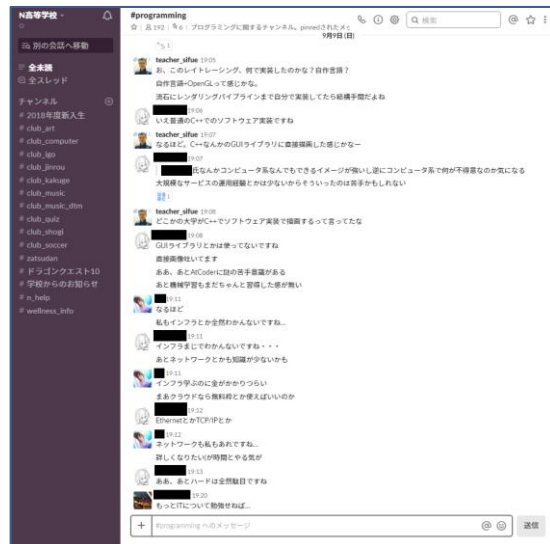 N高等学校
別の会話へ移動
全未読
全スレッド
チャンネル
# 2018年度新入生
# club_art
# club_computer
# club_igo
# club_jinrou
# club_kakuge
# club_music
# club_music_dtm
# club_quiz
# club_shogi
# club_soccer
# zatsudan
# ドラゴンクエスト10
# 学校からのお知らせ
# n_help
# wellness_info
#programming
192 | 6 | プログラミングに関するチャンネル。pinnedされたメ
検索
9月9日(日)
teacher_sifue 19:05
お、このレイトレーシング、何で実装したのかな？自作言語？
自作言語+OpenGLって感じかな。
流石にレンダリングパイプラインまで自分で実装してたら結構手間だよね
19:06
いえ普通のC++でのソフトウェア実装ですね
teacher_sifue 19:07
なるほど。C++なんかのGUIライブラリに直接描画した感じかなー
19:07
氏なんかコンピュータ系なんでもできるイメージが強いし逆にコンピュータ系で何が不得意なのか気になる
大規模なサービスの運用経験とかは少ないからそういったのは苦手かもしれない
1
teacher_sifue 19:08
どこかの大学がC++でソフトウェア実装で描画するって言ってたな
19:08
GUIライブラリとかは使ってないですね
直接画像吐いてます
ああ、あとAtCoderに謎の苦手意識がある
あと機械学習もまだちゃんと習得した感が無い
19:11
なるほど
私もインフラとか全然わかんないですね...
19:11
インフラまじでわかんないですね・・・
あとネットワークとかも知識が少ないかも
19:11
インフラ学ぶのに金がかかりつらい
まあクラウドなら無料枠とか使えばいいのか
19:12
EthernetとかTCP/IPとか
19:12
ネットワークも私もあれですね...
詳しくなりたい(が時間とやる気が
19:13
ああ、あとハードは全然駄目ですね
19:20
もっとITについて勉強せねば...
#programming へのメッセージ
送信